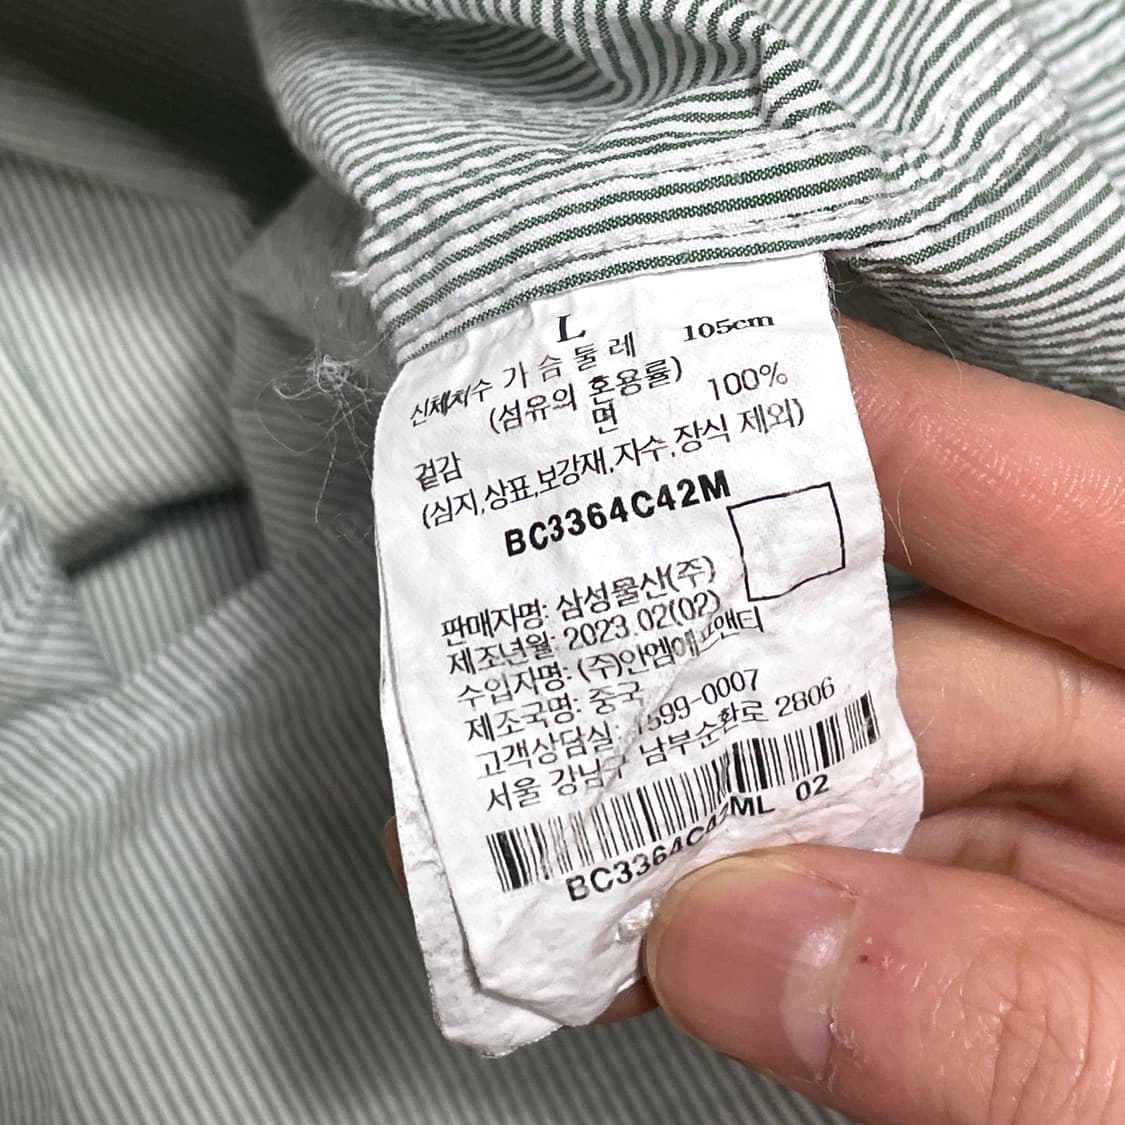 L
신체치수 가 슴 둘 레 105cm
(섬유의 혼용률)
면 100%
겉감
(심지,상표,보강재,자수,장식 제외)
BC3364C42M
판매자명: 삼성물산(주)
제조년월: 2023.02(02)
수입자명: (주)안엠에프앤티
제조국명: 중국
고객상담실: 1599-0007
서울 강남구 남부순환로 2806
BC3364C42ML 02